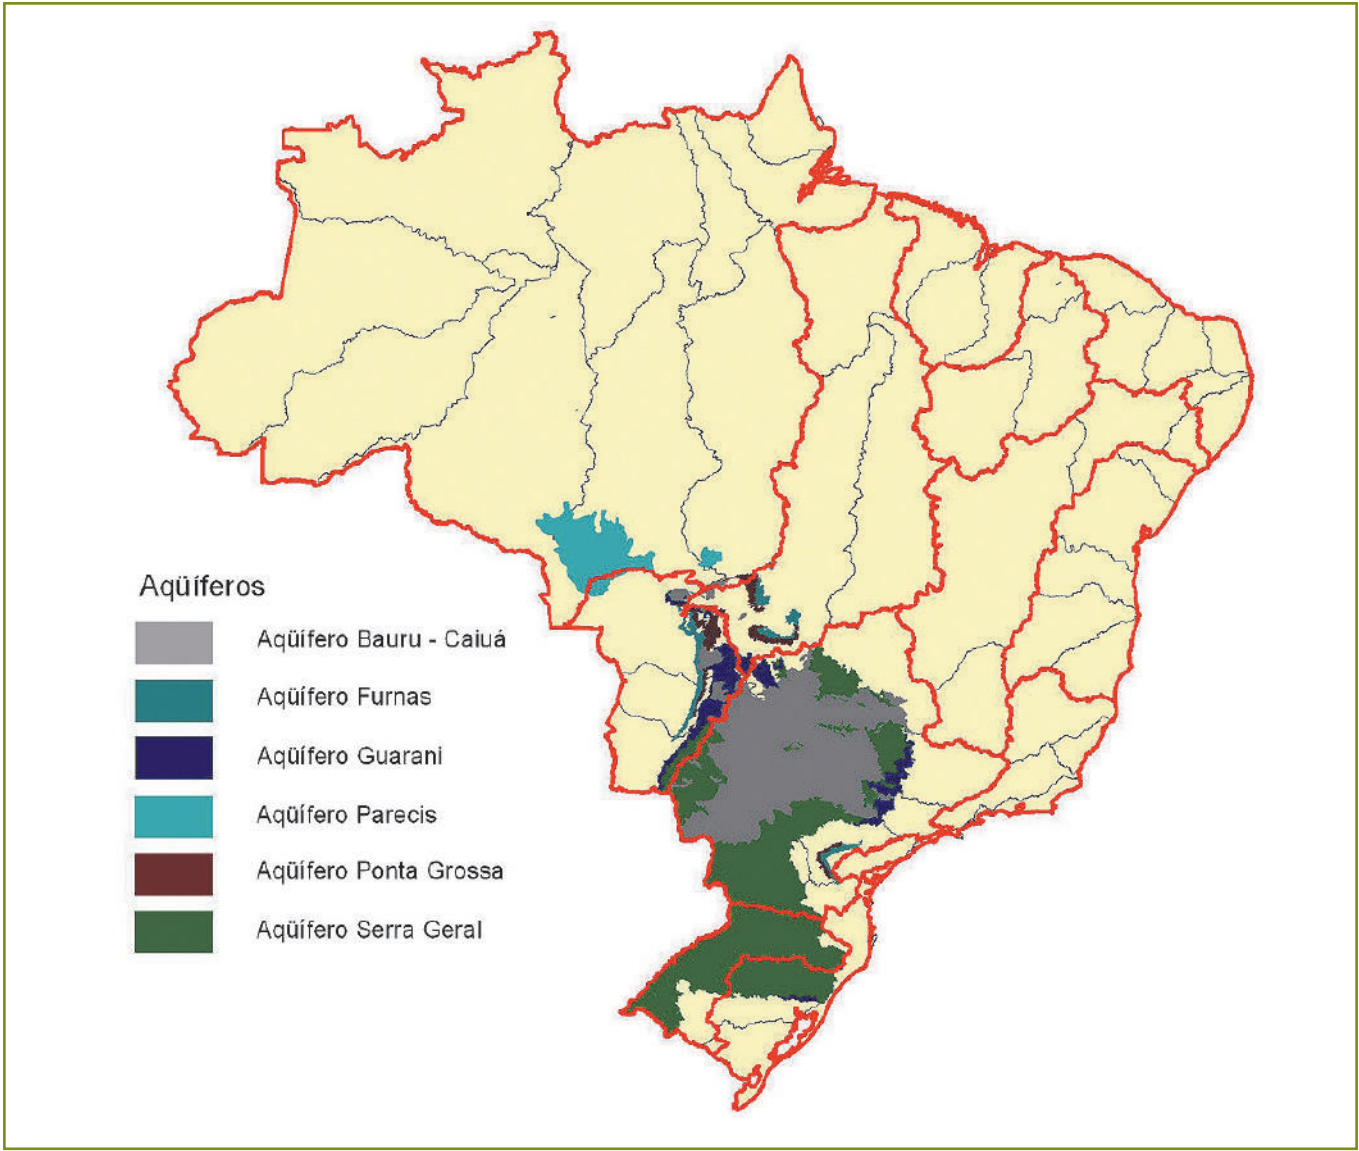 Aqüíferos
Aqüífero Bauru - Caiuá
Aqüífero Furnas
Aqüífero Guarani
Aqüífero Parecis
Aqüífero Ponta Grossa
Aqüífero Serra Geral